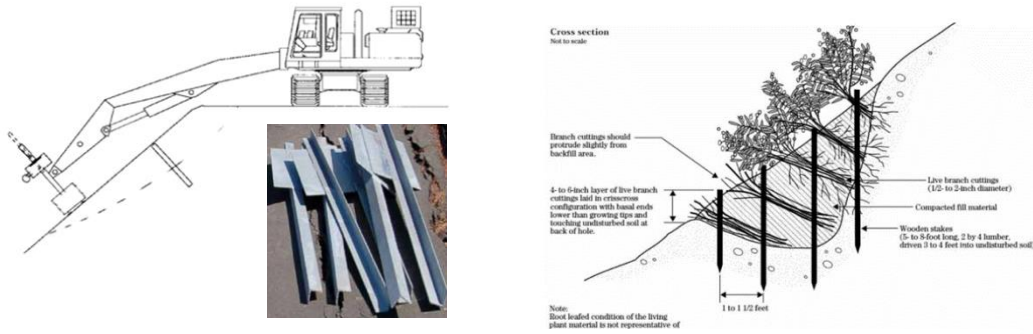 Cross section
Not to scale
Branch cuttings should
protrude slightly from
backfill area.
4- to 6-inch layer of live branch
cuttings laid in crisscross
configuration with basal ends
lower than growing tips and
touching undisturbed soil at
back of hole.
Live branch cuttings
(1/2- to 2-inch diameter)
Compacted fill material
Wooden stakes
(5- to 8-foot long, 2 by 4 lumber,
driven 3 to 4 feet into undisturbed soil
1 to 1 1/2 feet
Note:
Root leafed condition of the living
plant material is not representative of